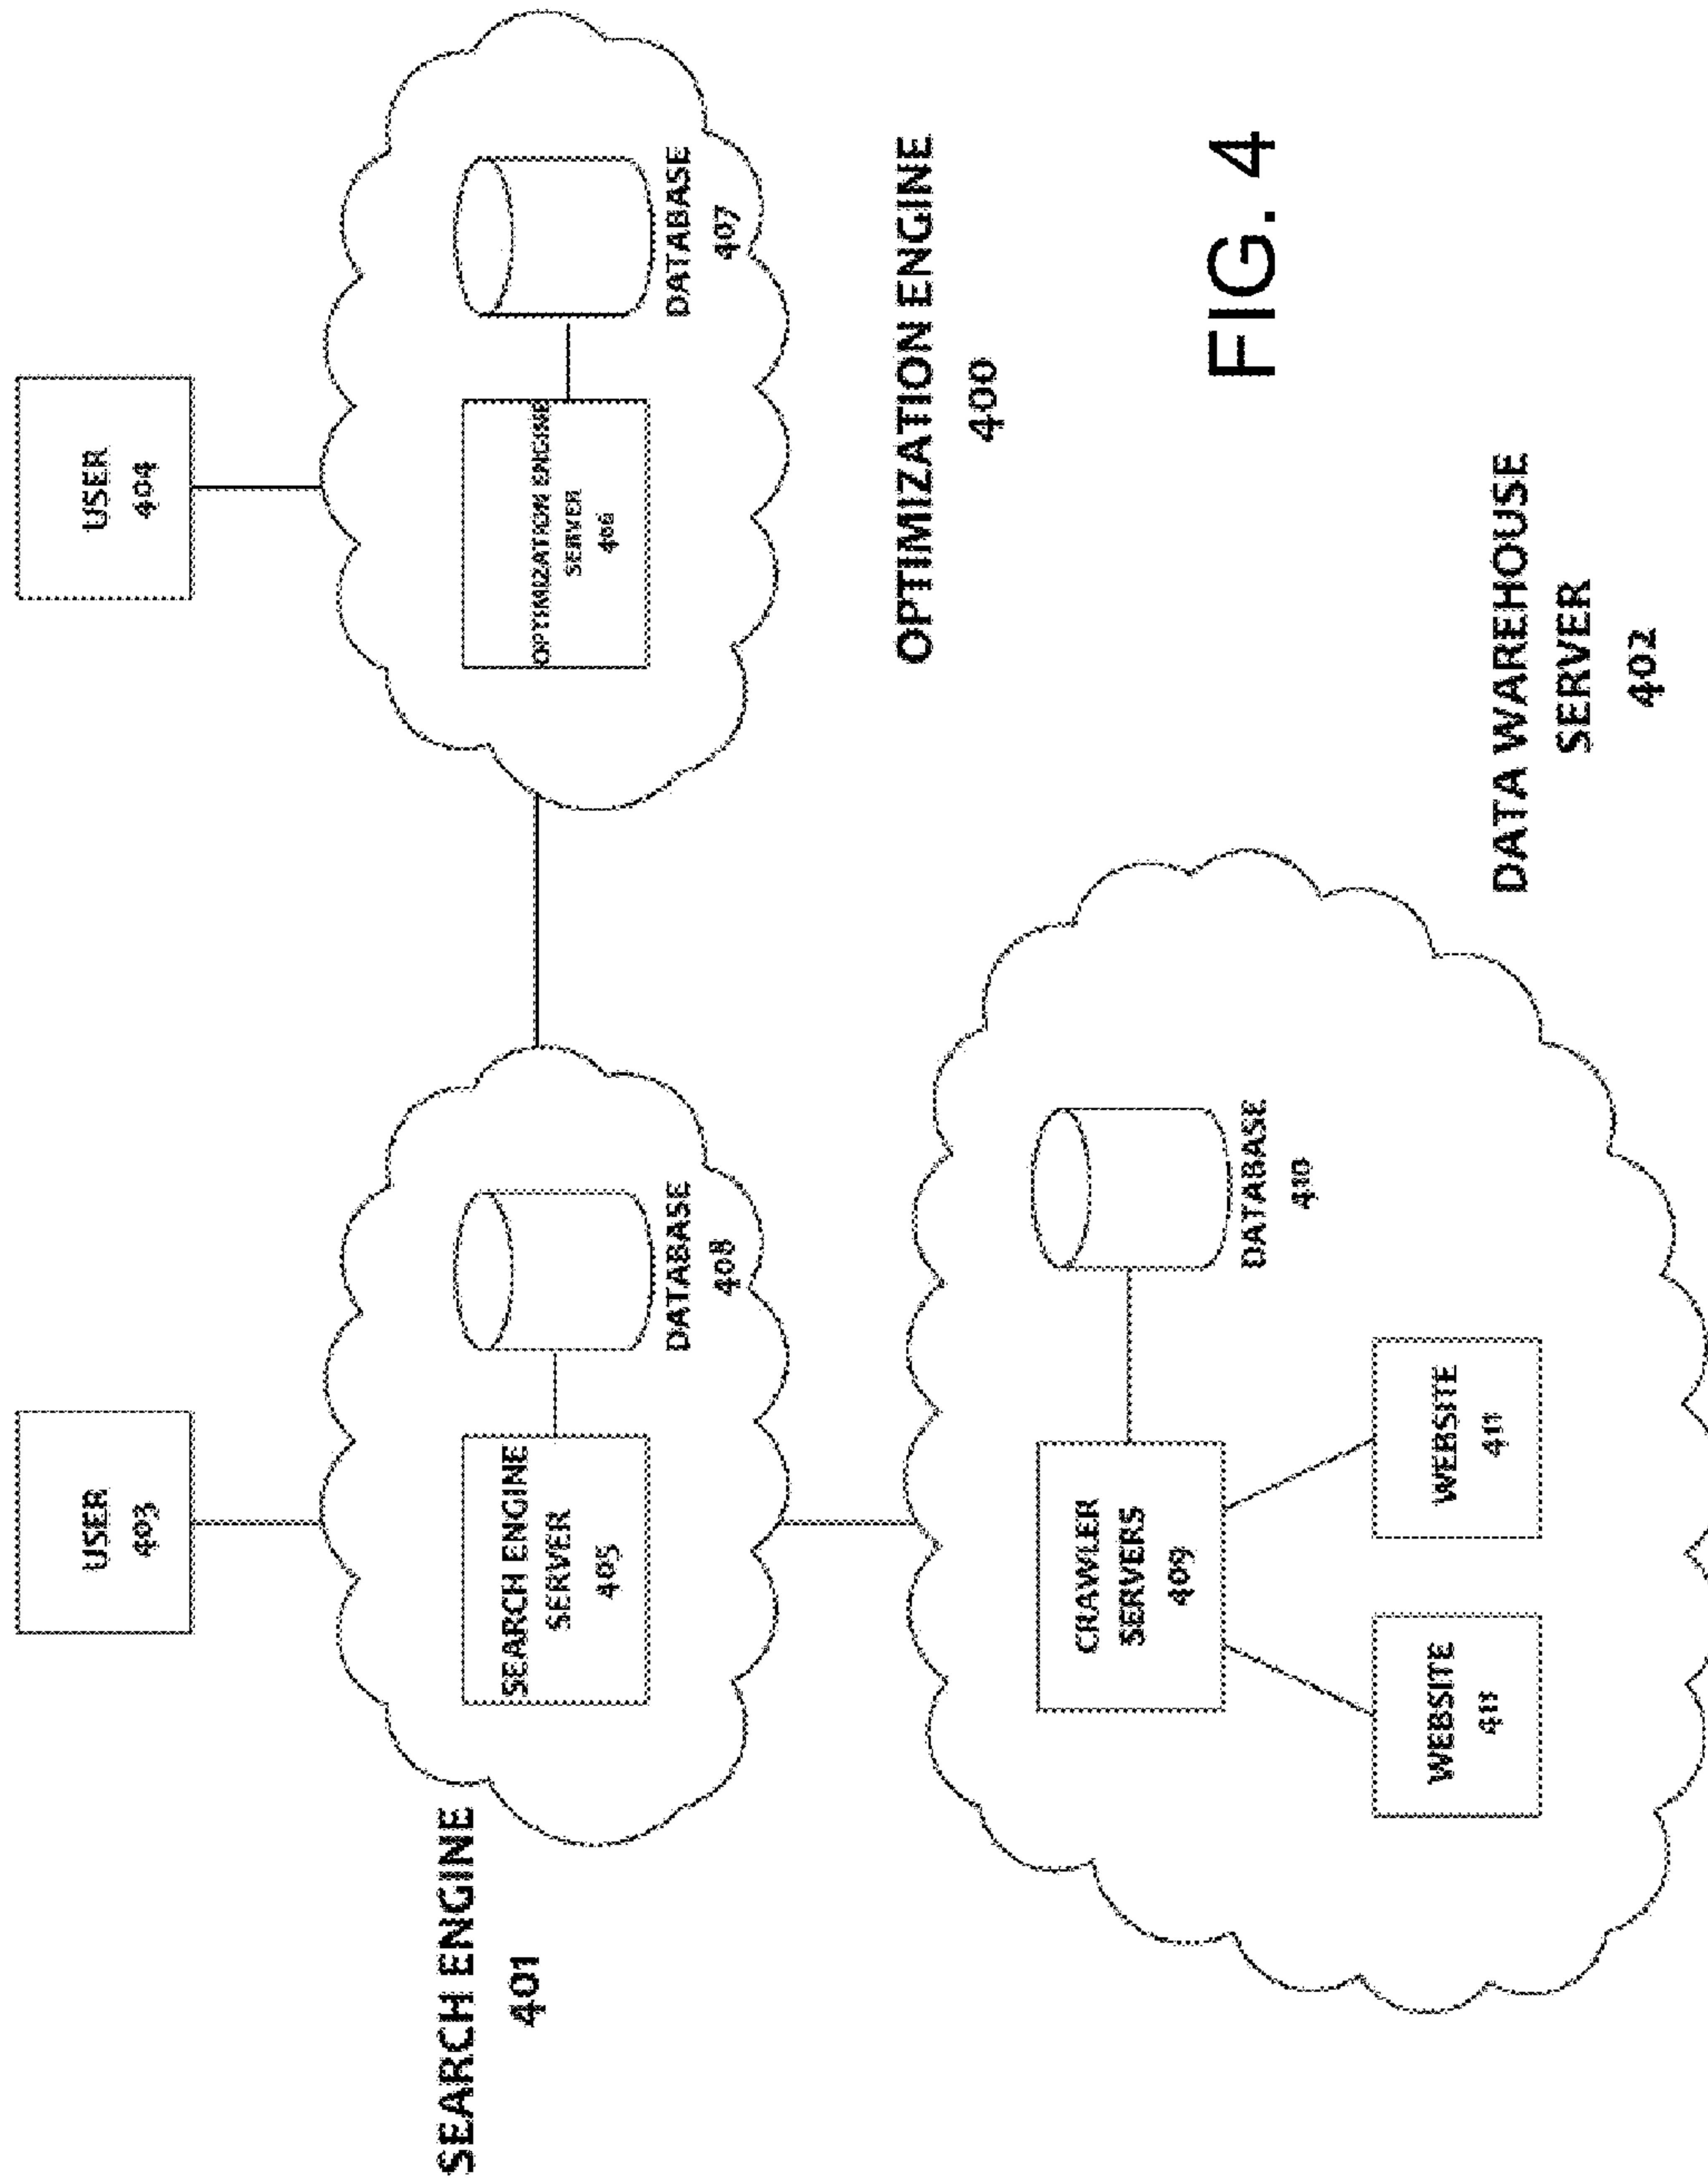 USER
403
USER
404
SEARCH ENGINE
401
SEARCH ENGINE
SERVER
405
DATABASE
408
OPTIMIZATION ENGINE
SERVER
406
DATABASE
407
OPTIMIZATION ENGINE
400
CRAWLER
SERVERS
409
DATABASE
410
WEBSITE
411
WEBSITE
411
DATA WAREHOUSE
SERVER
402
FIG. 4